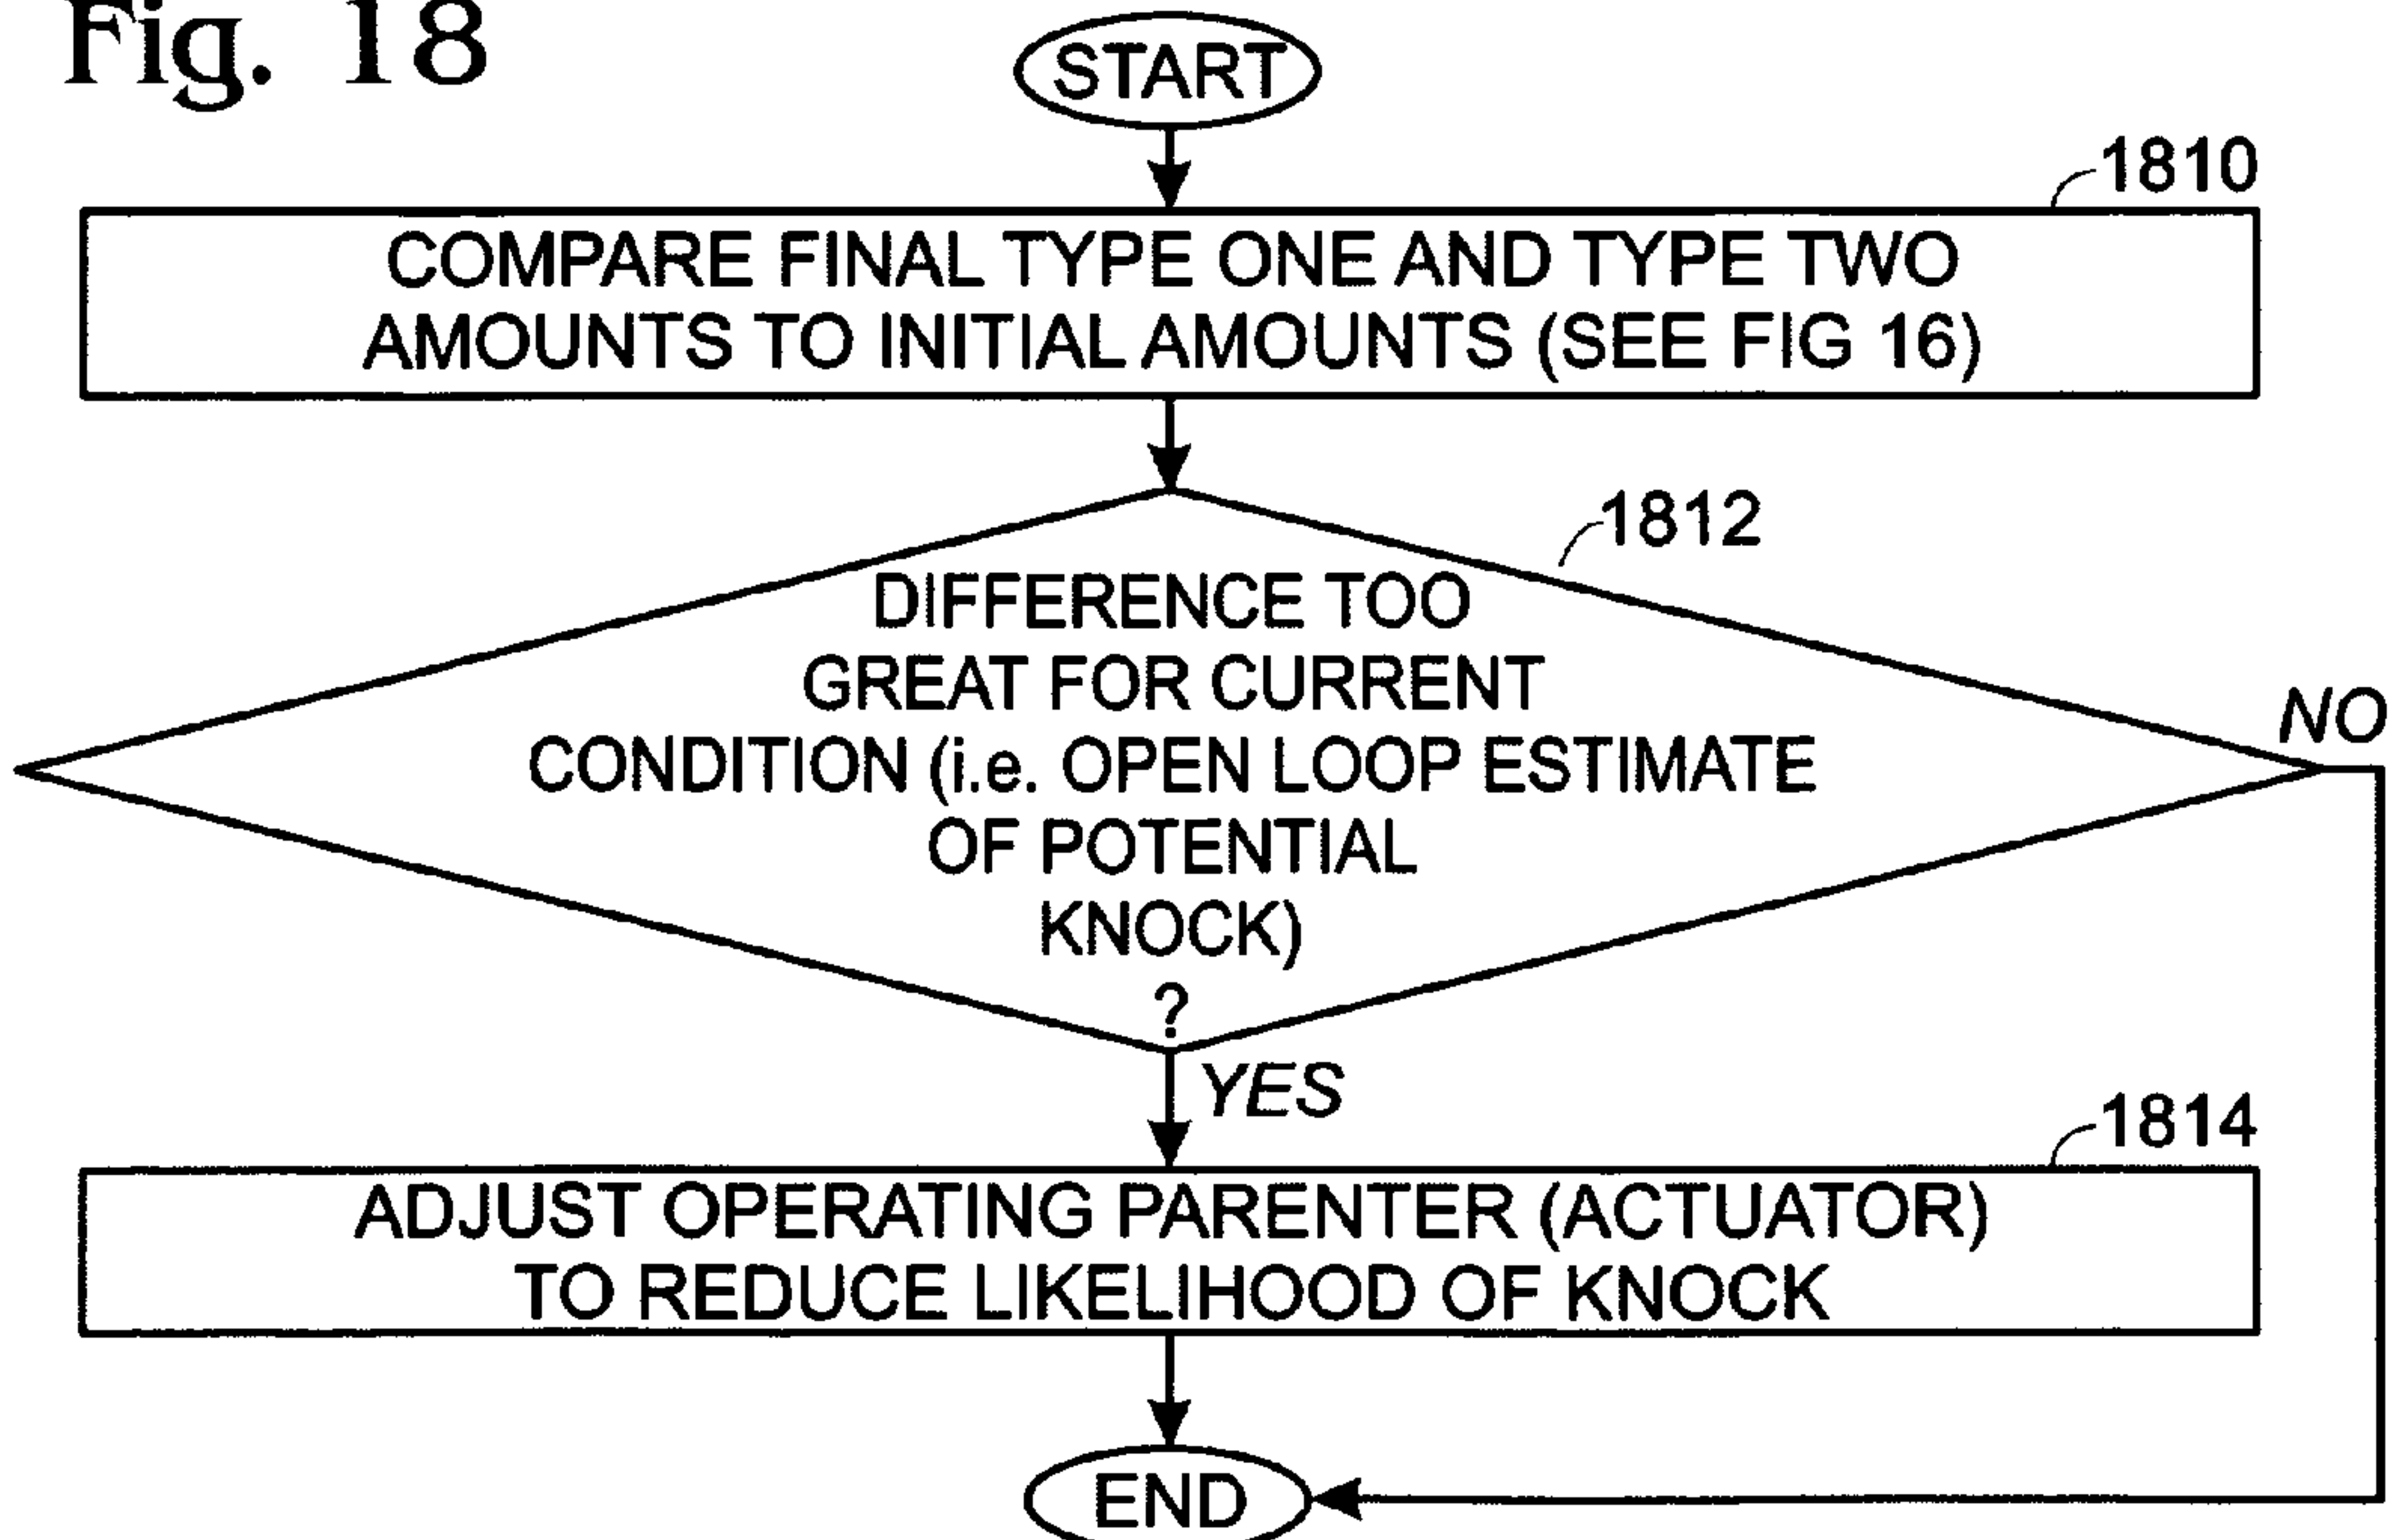 Fig. 18
START
1810
COMPARE FINAL TYPE ONE AND TYPE TWO
AMOUNTS TO INITIAL AMOUNTS (SEE FIG 16)
1812
DIFFERENCE TOO
GREAT FOR CURRENT
CONDITION (i.e. OPEN LOOP ESTIMATE
OF POTENTIAL
KNOCK)
?
NO
YES
1814
ADJUST OPERATING PARENTER (ACTUATOR)
TO REDUCE LIKELIHOOD OF KNOCK
END